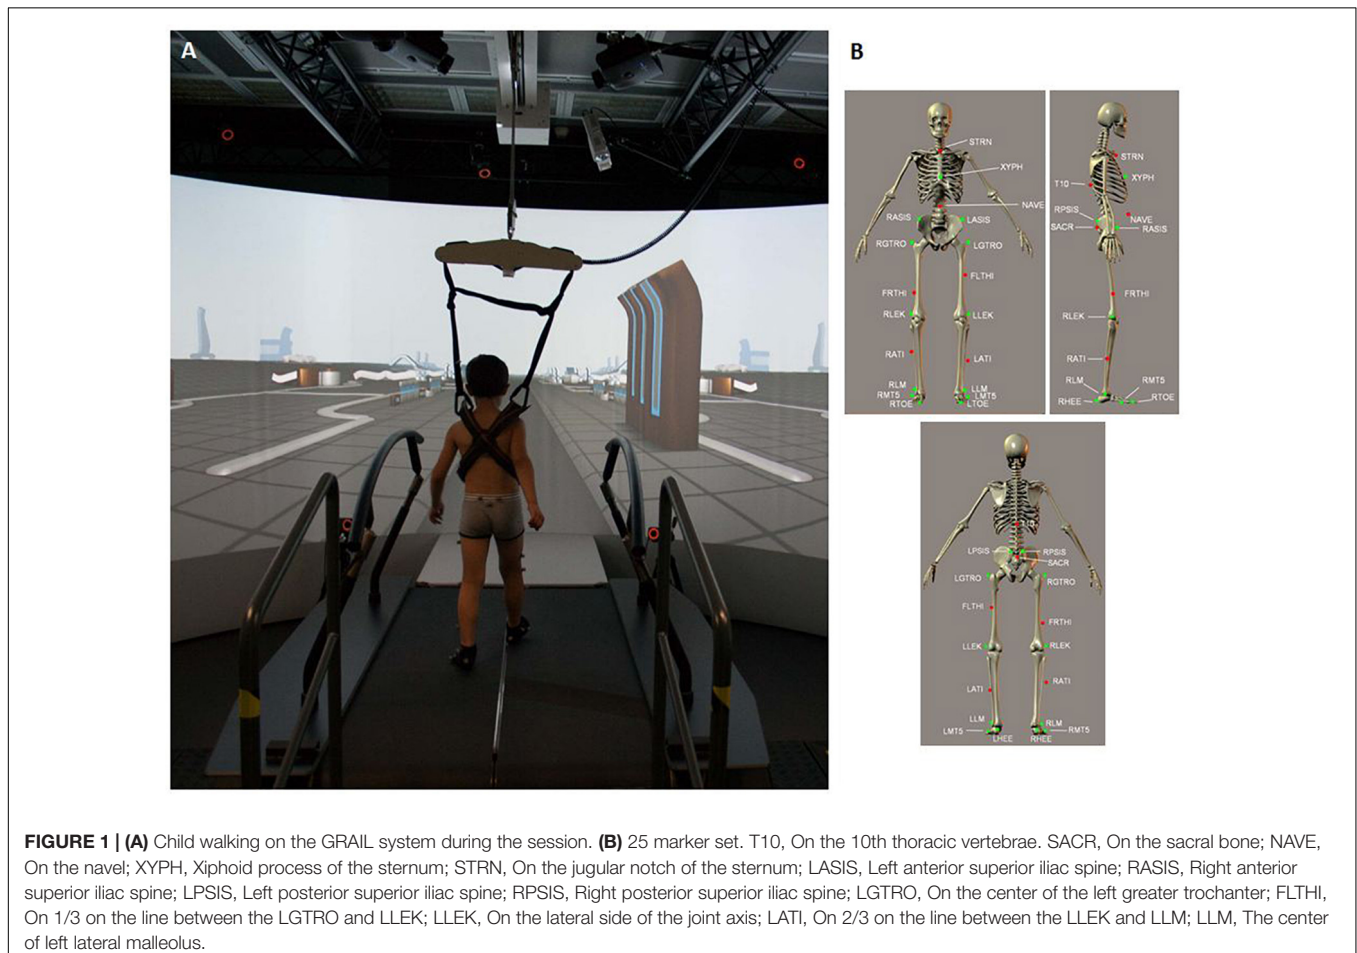 A
B
STRN
XYPH
NAVE
RASIS
LASIS
RGTRO
LGTRO
FLTHI
FRTHI
RLEK
LLEK
RATI
LATI
RLM
LLM
RMT5
LMT5
RTOE
LTOE
STRN
XYPH
T10
RPSIS
NAVE
SACR
RASIS
FRTHI
RLEK
RATI
RLM
RMT5
RHEE
RTOE
T10
LPSIS
RPSIS
SACR
LGTRO
RGTRO
FLTHI
FRTHI
LLEK
RLEK
LATI
RATI
LLM
RLM
LMT5
RMT5
LHEE
RHEE
FIGURE 1 | (A) Child walking on the GRAIL system during the session. (B) 25 marker set. T10, On the 10th thoracic vertebrae. SACR, On the sacral bone; NAVE,
On the navel; XYPH, Xiphoid process of the sternum; STRN, On the jugular notch of the sternum; LASIS, Left anterior superior iliac spine; RASIS, Right anterior
superior iliac spine; LPSIS, Left posterior superior iliac spine; RPSIS, Right posterior superior iliac spine; LGTRO, On the center of the left greater trochanter; FLTHI,
On 1/3 on the line between the LGTRO and LLEK; LLEK, On the lateral side of the joint axis; LATI, On 2/3 on the line between the LLEK and LLM; LLM, The center
of left lateral malleolus.